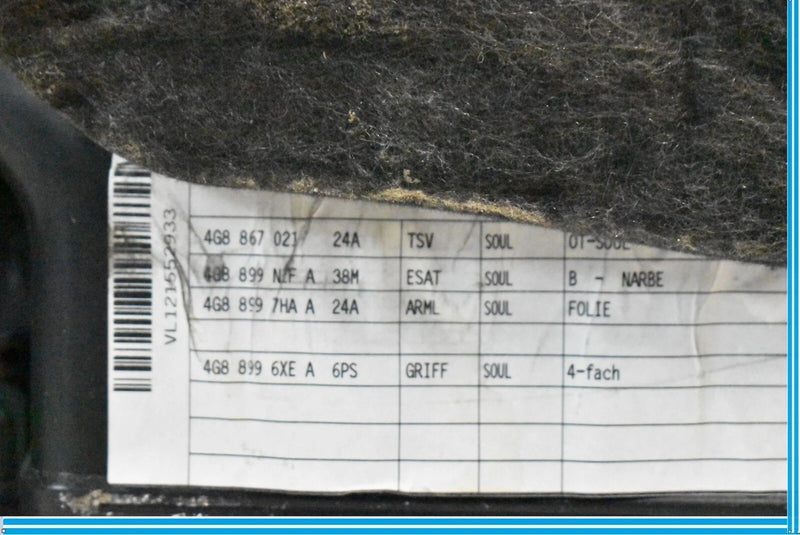 VL121652933
4G8 867 021 24A TSV SOUL OT-SOUL
4G8 899 A 38M ESAT SOUL B - NARBE
4G8 899 7HA A 24A ARML SOUL FOLIE
4G8 899 6XE A 6PS GRIFF SOUL 4-fach